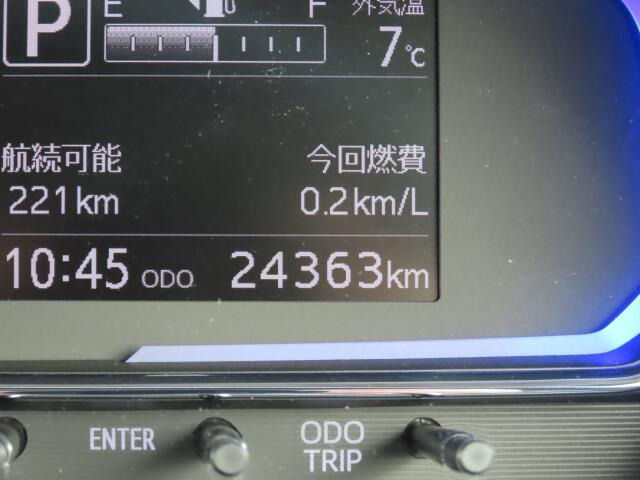 P
E F 外気温
7℃
航続可能 今回燃費
221km 0.2km/L
10:45 ODO 24363km
ENTER ODO
TRIP